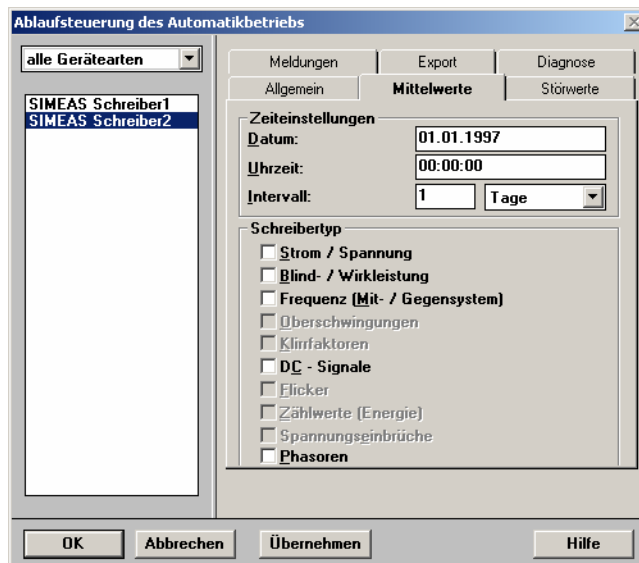 Ablaufsteuerung des Automatikbetriebs
alle Gerätearten
SIMEAS Schreiber1
SIMEAS Schreiber2
Meldungen
Export
Diagnose
Allgemein
Mittelwerte
Störwerte
Zeiteinstellungen
Datum: 01.01.1997
Uhrzeit: 00:00:00
Intervall: 1 Tage
Schreibertyp
Strom / Spannung
Blind- / Wirkleistung
Frequenz (Mit- / Gegensystem)
Oberschwingungen
Klirrfaktoren
DC - Signale
Flicker
Zählwerte (Energie)
Spannungseinbrüche
Phasoren
OK
Abbrechen
Übernehmen
Hilfe